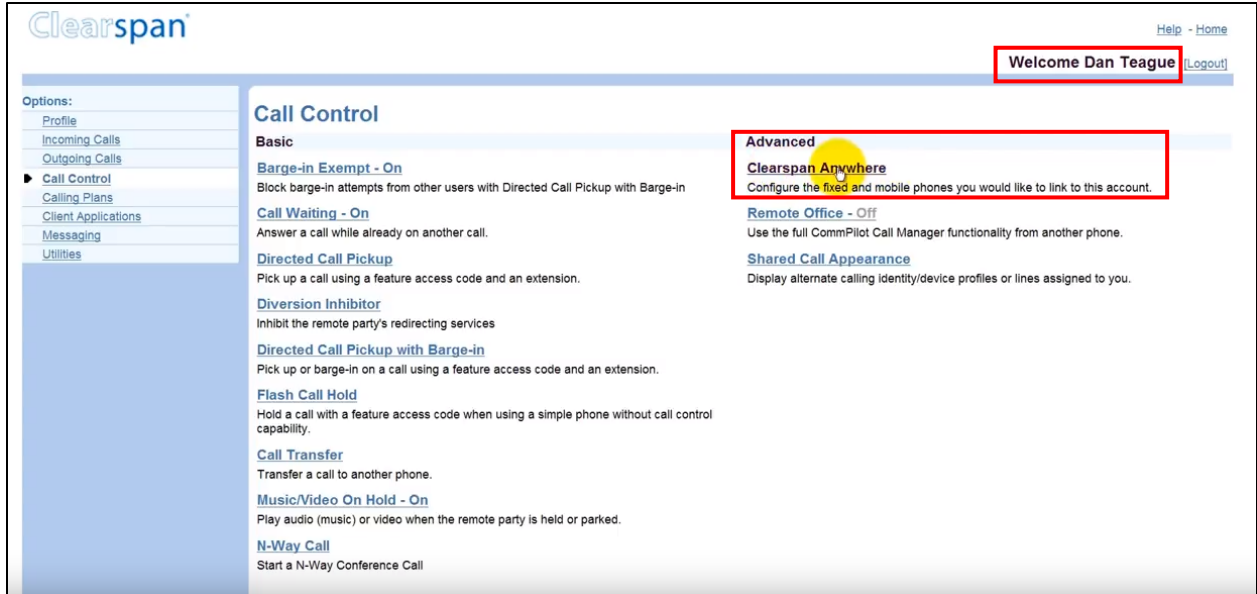 Clearspan
Help - Home
Welcome Dan Teague [Logout]
Options:
Profile
Incoming Calls
Outgoing Calls
Call Control
Calling Plans
Client Applications
Messaging
Utilities
Call Control
Basic
Barge-in Exempt - On
Block barge-in attempts from other users with Directed Call Pickup with Barge-in
Call Waiting - On
Answer a call while already on another call.
Directed Call Pickup
Pick up a call using a feature access code and an extension.
Diversion Inhibitor
Inhibit the remote party's redirecting services
Directed Call Pickup with Barge-in
Pick up or barge-in on a call using a feature access code and an extension.
Flash Call Hold
Hold a call with a feature access code when using a simple phone without call control
capability.
Call Transfer
Transfer a call to another phone.
Music/Video On Hold - On
Play audio (music) or video when the remote party is held or parked.
N-Way Call
Start a N-Way Conference Call
Advanced
Clearspan Anywhere
Configure the fixed and mobile phones you would like to link to this account.
Remote Office - Off
Use the full CommPilot Call Manager functionality from another phone.
Shared Call Appearance
Display alternate calling identity/device profiles or lines assigned to you.